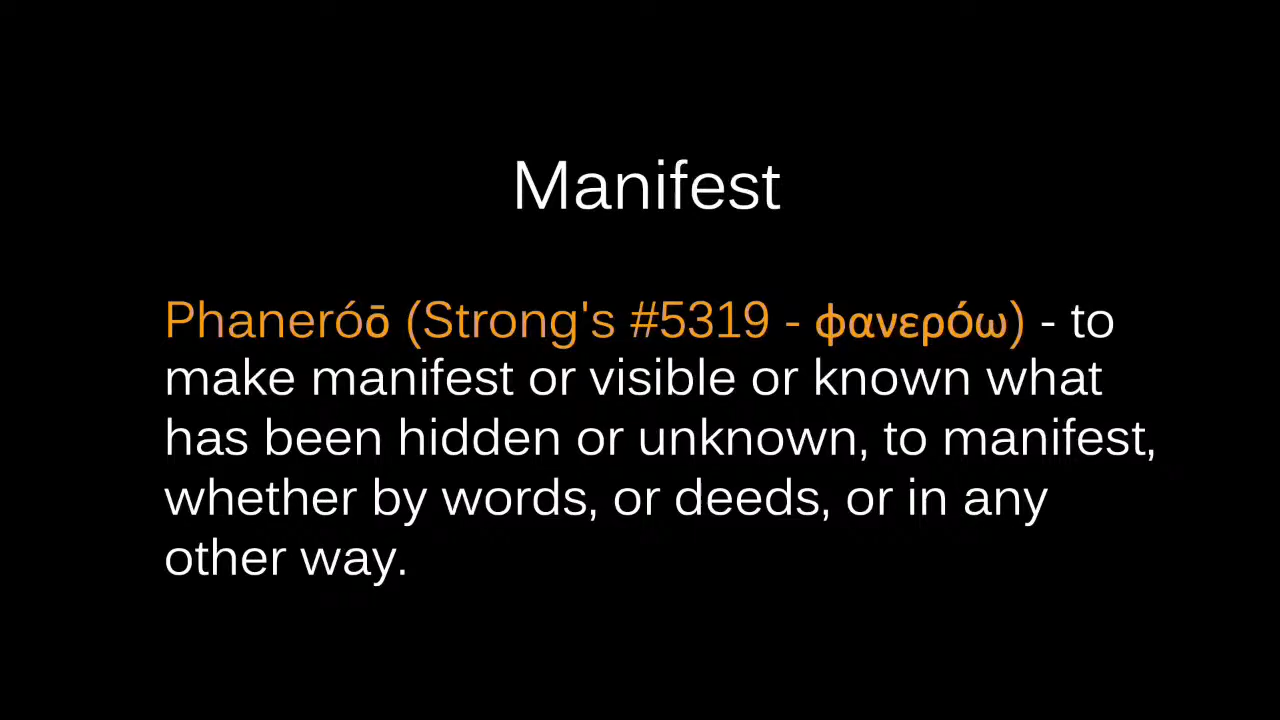 Manifest
Phaneróō (Strong's #5319 - φανερόω) - to
make manifest or visible or known what
has been hidden or unknown, to manifest,
whether by words, or deeds, or in any
other way.